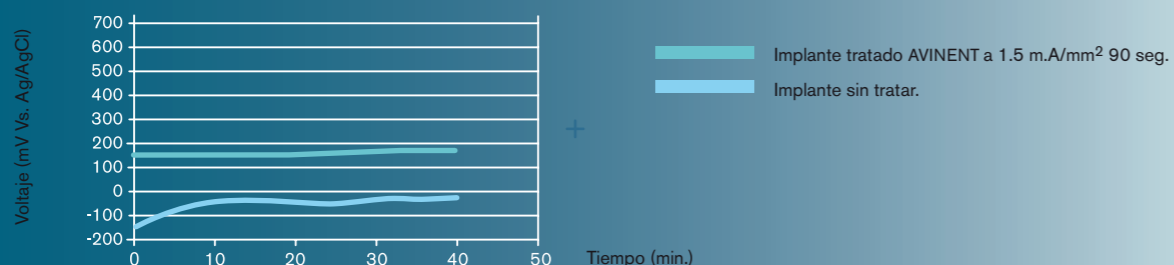 Voltaje (mV Vs. Ag/AgCl)
700
600
500
400
300
200
100
0
-100
-200
0 10 20 30 40 50
Tiempo (min.)
Implante tratado AVINENT a 1.5 m.A/mm² 90 seg.
Implante sin tratar.